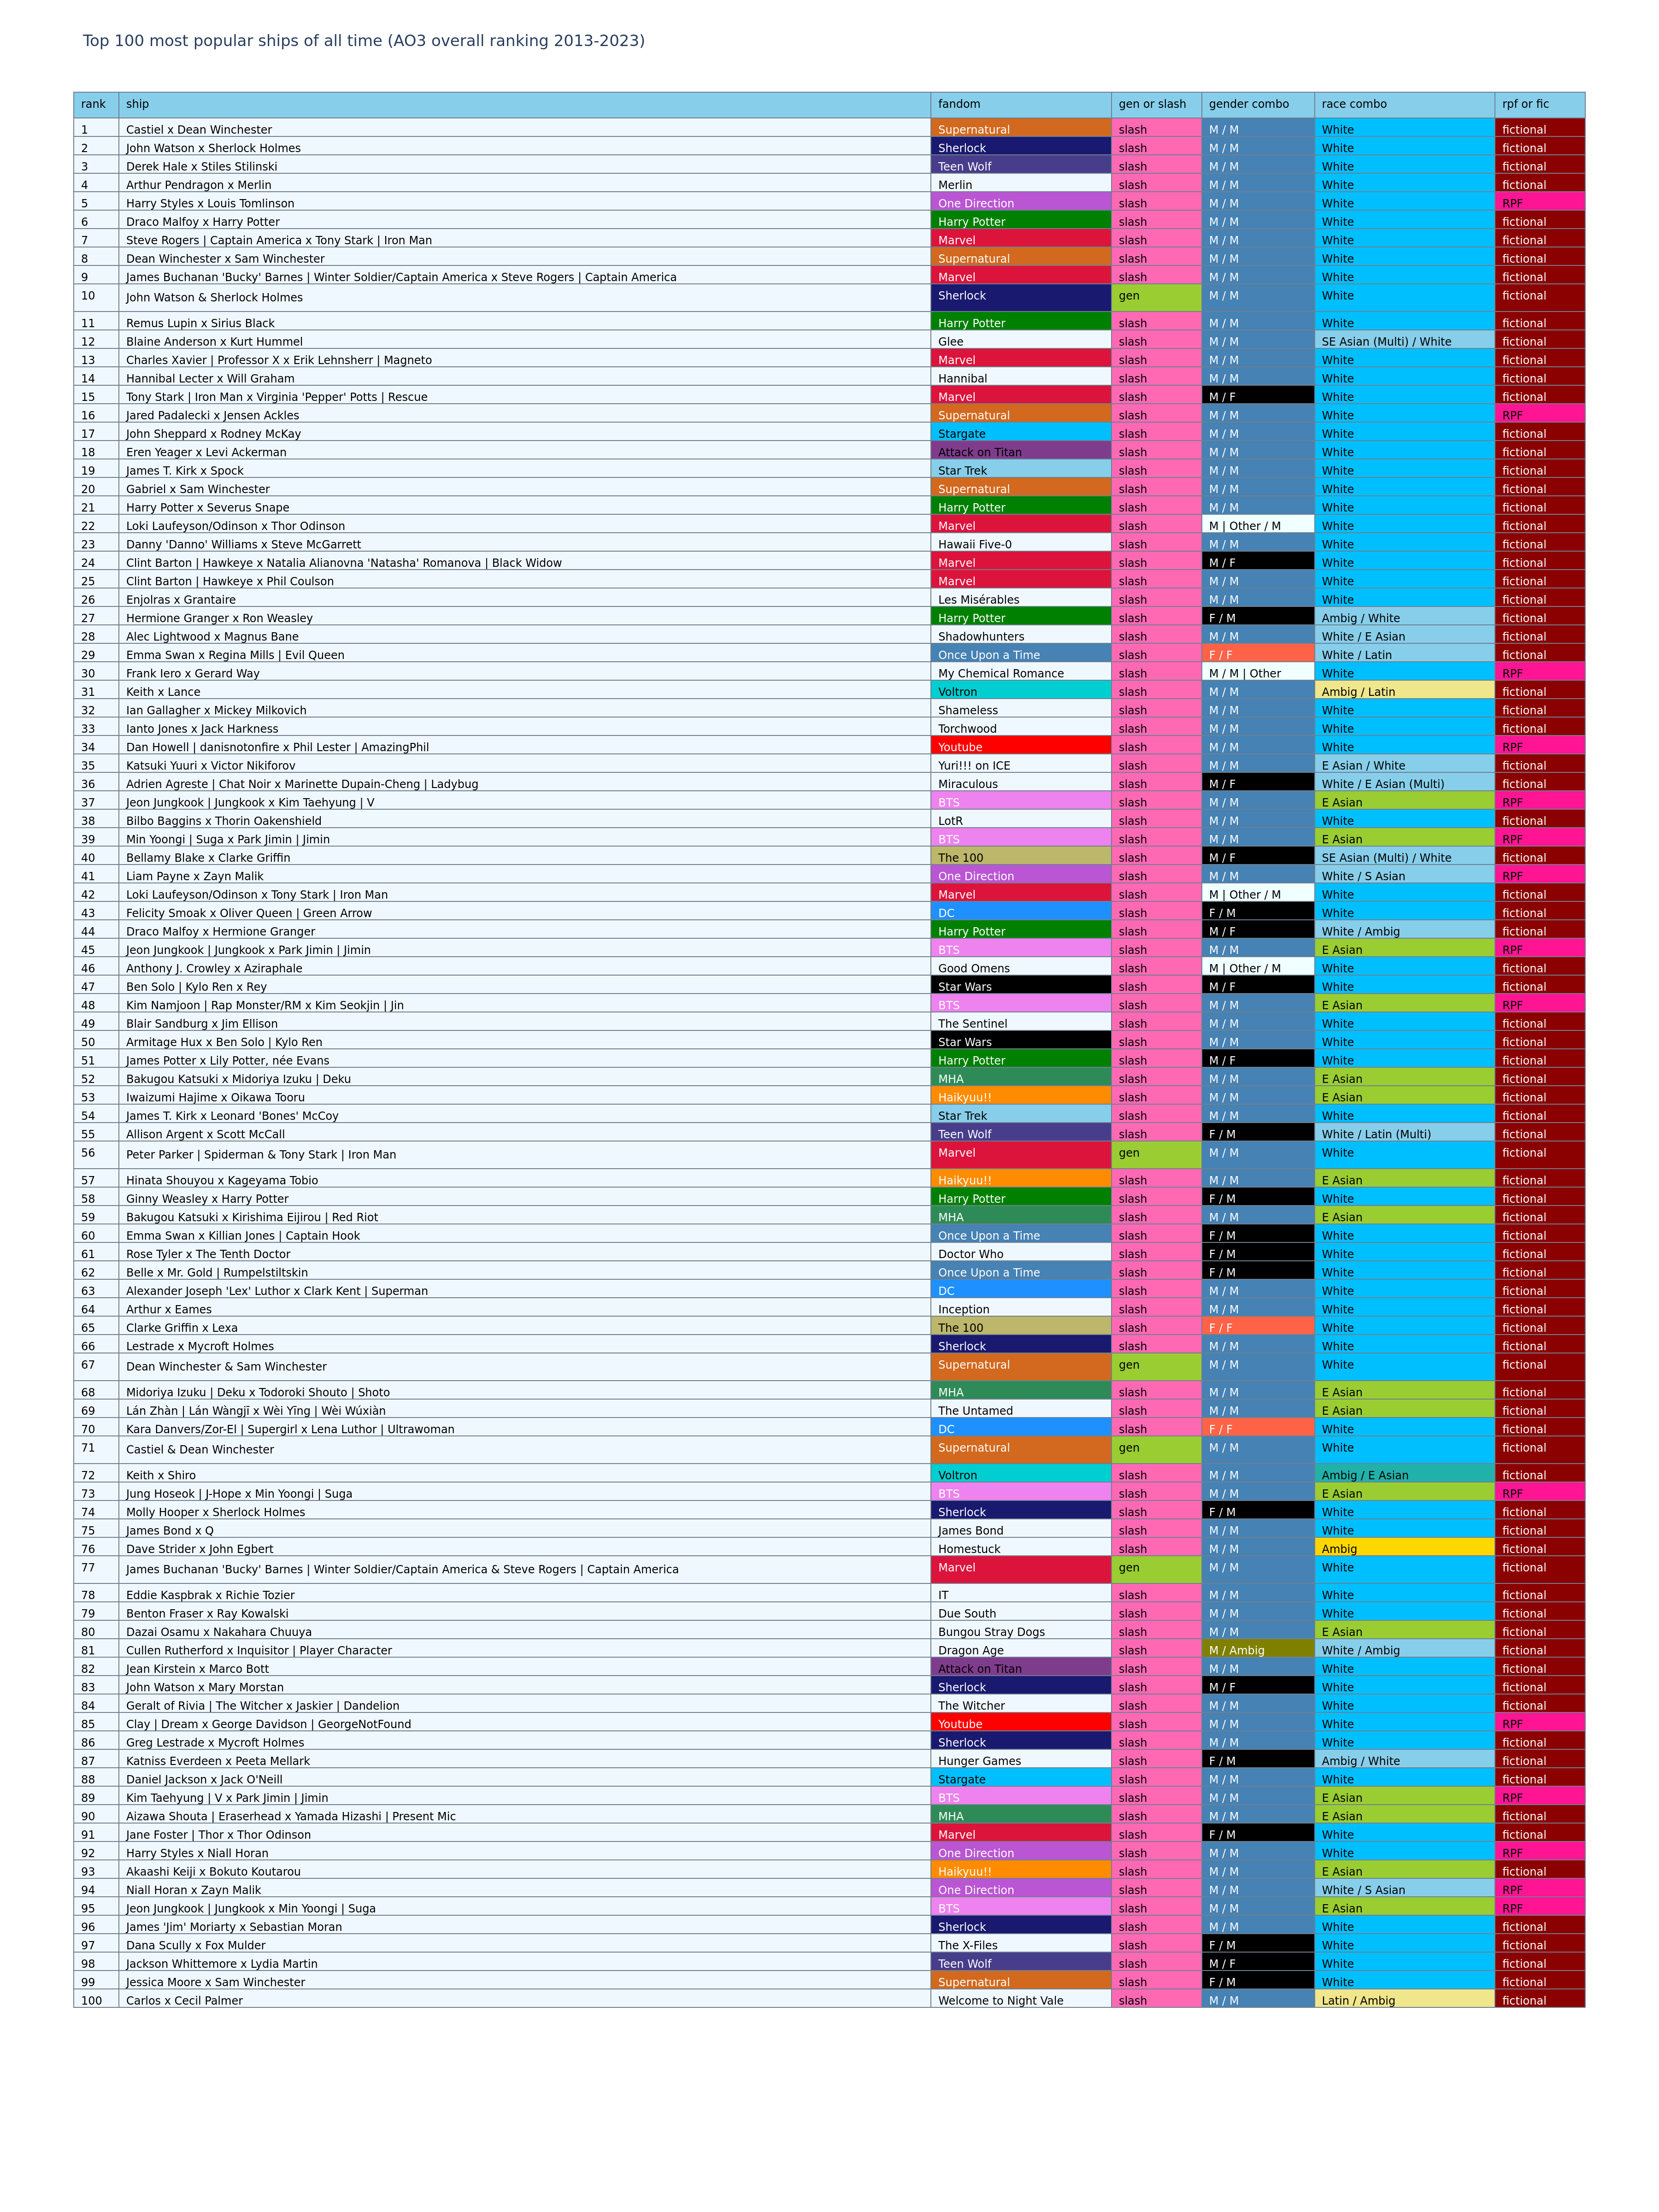 Top 100 most popular ships of all time (AO3 overall ranking 2013-2023)
rank ship fandom gen or slash gender combo race combo rpf or fic
1 Castiel x Dean Winchester Supernatural slash M / M White fictional
2 John Watson x Sherlock Holmes Sherlock slash M / M White fictional
3 Derek Hale x Stiles Stilinski Teen Wolf slash M / M White fictional
4 Arthur Pendragon x Merlin Merlin slash M / M White fictional
5 Harry Styles x Louis Tomlinson One Direction slash M / M White RPF
6 Draco Malfoy x Harry Potter Harry Potter slash M / M White fictional
7 Steve Rogers | Captain America x Tony Stark | Iron Man Marvel slash M / M White fictional
8 Dean Winchester x Sam Winchester Supernatural slash M / M White fictional
9 James Buchanan 'Bucky' Barnes | Winter Soldier/Captain America x Steve Rogers | Captain America Marvel slash M / M White fictional
10 John Watson & Sherlock Holmes Sherlock gen M / M White fictional
11 Remus Lupin x Sirius Black Harry Potter slash M / M White fictional
12 Blaine Anderson x Kurt Hummel Glee slash M / M SE Asian (Multi) / White fictional
13 Charles Xavier | Professor X x Erik Lehnsherr | Magneto Marvel slash M / M White fictional
14 Hannibal Lecter x Will Graham Hannibal slash M / M White fictional
15 Tony Stark | Iron Man x Virginia 'Pepper' Potts | Rescue Marvel slash M / F White fictional
16 Jared Padalecki x Jensen Ackles Supernatural slash M / M White RPF
17 John Sheppard x Rodney McKay Stargate slash M / M White fictional
18 Eren Yeager x Levi Ackerman Attack on Titan slash M / M White fictional
19 James T. Kirk x Spock Star Trek slash M / M White fictional
20 Gabriel x Sam Winchester Supernatural slash M / M White fictional
21 Harry Potter x Severus Snape Harry Potter slash M / M White fictional
22 Loki Laufeyson/Odinson x Thor Odinson Marvel slash M | Other / M White fictional
23 Danny 'Danno' Williams x Steve McGarrett Hawaii Five-0 slash M / M White fictional
24 Clint Barton | Hawkeye x Natalia Alianovna 'Natasha' Romanova | Black Widow Marvel slash M / F White fictional
25 Clint Barton | Hawkeye x Phil Coulson Marvel slash M / M White fictional
26 Enjolras x Grantaire Les Misérables slash M / M White fictional
27 Hermione Granger x Ron Weasley Harry Potter slash F / M Ambig / White fictional
28 Alec Lightwood x Magnus Bane Shadowhunters slash M / M White / E Asian fictional
29 Emma Swan x Regina Mills | Evil Queen Once Upon a Time slash F / F White / Latin fictional
30 Frank Iero x Gerard Way My Chemical Romance slash M / M | Other White RPF
31 Keith x Lance Voltron slash M / M Ambig / Latin fictional
32 Ian Gallagher x Mickey Milkovich Shameless slash M / M White fictional
33 Ianto Jones x Jack Harkness Torchwood slash M / M White fictional
34 Dan Howell | danisnotonfire x Phil Lester | AmazingPhil Youtube slash M / M White RPF
35 Katsuki Yuuri x Victor Nikiforov Yuri!!! on ICE slash M / M E Asian / White fictional
36 Adrien Agreste | Chat Noir x Marinette Dupain-Cheng | Ladybug Miraculous slash M / F White / E Asian (Multi) fictional
37 Jeon Jungkook | Jungkook x Kim Taehyung | V BTS slash M / M E Asian RPF
38 Bilbo Baggins x Thorin Oakenshield LotR slash M / M White fictional
39 Min Yoongi | Suga x Park Jimin | Jimin BTS slash M / M E Asian RPF
40 Bellamy Blake x Clarke Griffin The 100 slash M / F SE Asian (Multi) / White fictional
41 Liam Payne x Zayn Malik One Direction slash M / M White / S Asian RPF
42 Loki Laufeyson/Odinson x Tony Stark | Iron Man Marvel slash M | Other / M White fictional
43 Felicity Smoak x Oliver Queen | Green Arrow DC slash F / M White fictional
44 Draco Malfoy x Hermione Granger Harry Potter slash M / F White / Ambig fictional
45 Jeon Jungkook | Jungkook x Park Jimin | Jimin BTS slash M / M E Asian RPF
46 Anthony J. Crowley x Aziraphale Good Omens slash M | Other / M White fictional
47 Ben Solo | Kylo Ren x Rey Star Wars slash M / F White fictional
48 Kim Namjoon | Rap Monster/RM x Kim Seokjin | Jin BTS slash M / M E Asian RPF
49 Blair Sandburg x Jim Ellison The Sentinel slash M / M White fictional
50 Armitage Hux x Ben Solo | Kylo Ren Star Wars slash M / M White fictional
51 James Potter x Lily Potter, née Evans Harry Potter slash M / F White fictional
52 Bakugou Katsuki x Midoriya Izuku | Deku MHA slash M / M E Asian fictional
53 Iwaizumi Hajime x Oikawa Tooru Haikyuu!! slash M / M E Asian fictional
54 James T. Kirk x Leonard 'Bones' McCoy Star Trek slash M / M White fictional
55 Allison Argent x Scott McCall Teen Wolf slash F / M White / Latin (Multi) fictional
56 Peter Parker | Spiderman & Tony Stark | Iron Man Marvel gen M / M White fictional
57 Hinata Shouyou x Kageyama Tobio Haikyuu!! slash M / M E Asian fictional
58 Ginny Weasley x Harry Potter Harry Potter slash F / M White fictional
59 Bakugou Katsuki x Kirishima Eijirou | Red Riot MHA slash M / M E Asian fictional
60 Emma Swan x Killian Jones | Captain Hook Once Upon a Time slash F / M White fictional
61 Rose Tyler x The Tenth Doctor Doctor Who slash F / M White fictional
62 Belle x Mr. Gold | Rumpelstiltskin Once Upon a Time slash F / M White fictional
63 Alexander Joseph 'Lex' Luthor x Clark Kent | Superman DC slash M / M White fictional
64 Arthur x Eames Inception slash M / M White fictional
65 Clarke Griffin x Lexa The 100 slash F / F White fictional
66 Lestrade x Mycroft Holmes Sherlock slash M / M White fictional
67 Dean Winchester & Sam Winchester Supernatural gen M / M White fictional
68 Midoriya Izuku | Deku x Todoroki Shouto | Shoto MHA slash M / M E Asian fictional
69 Lán Zhàn | Lán Wàngjī x Wèi Yīng | Wèi Wúxiàn The Untamed slash M / M E Asian fictional
70 Kara Danvers/Zor-El | Supergirl x Lena Luthor | Ultrawoman DC slash F / F White fictional
71 Castiel & Dean Winchester Supernatural gen M / M White fictional
72 Keith x Shiro Voltron slash M / M Ambig / E Asian fictional
73 Jung Hoseok | J-Hope x Min Yoongi | Suga BTS slash M / M E Asian RPF
74 Molly Hooper x Sherlock Holmes Sherlock slash F / M White fictional
75 James Bond x Q James Bond slash M / M White fictional
76 Dave Strider x John Egbert Homestuck slash M / M Ambig fictional
77 James Buchanan 'Bucky' Barnes | Winter Soldier/Captain America & Steve Rogers | Captain America Marvel gen M / M White fictional
78 Eddie Kaspbrak x Richie Tozier IT slash M / M White fictional
79 Benton Fraser x Ray Kowalski Due South slash M / M White fictional
80 Dazai Osamu x Nakahara Chuuya Bungou Stray Dogs slash M / M E Asian fictional
81 Cullen Rutherford x Inquisitor | Player Character Dragon Age slash M / Ambig White / Ambig fictional
82 Jean Kirstein x Marco Bott Attack on Titan slash M / M White fictional
83 John Watson x Mary Morstan Sherlock slash M / F White fictional
84 Geralt of Rivia | The Witcher x Jaskier | Dandelion The Witcher slash M / M White fictional
85 Clay | Dream x George Davidson | GeorgeNotFound Youtube slash M / M White RPF
86 Greg Lestrade x Mycroft Holmes Sherlock slash M / M White fictional
87 Katniss Everdeen x Peeta Mellark Hunger Games slash F / M Ambig / White fictional
88 Daniel Jackson x Jack O'Neill Stargate slash M / M White fictional
89 Kim Taehyung | V x Park Jimin | Jimin BTS slash M / M E Asian RPF
90 Aizawa Shouta | Eraserhead x Yamada Hizashi | Present Mic MHA slash M / M E Asian fictional
91 Jane Foster | Thor x Thor Odinson Marvel slash F / M White fictional
92 Harry Styles x Niall Horan One Direction slash M / M White RPF
93 Akaashi Keiji x Bokuto Koutarou Haikyuu!! slash M / M E Asian fictional
94 Niall Horan x Zayn Malik One Direction slash M / M White / S Asian RPF
95 Jeon Jungkook | Jungkook x Min Yoongi | Suga BTS slash M / M E Asian RPF
96 James 'Jim' Moriarty x Sebastian Moran Sherlock slash M / M White fictional
97 Dana Scully x Fox Mulder The X-Files slash F / M White fictional
98 Jackson Whittemore x Lydia Martin Teen Wolf slash M / F White fictional
99 Jessica Moore x Sam Winchester Supernatural slash F / M White fictional
100 Carlos x Cecil Palmer Welcome to Night Vale slash M / M Latin / Ambig fictional